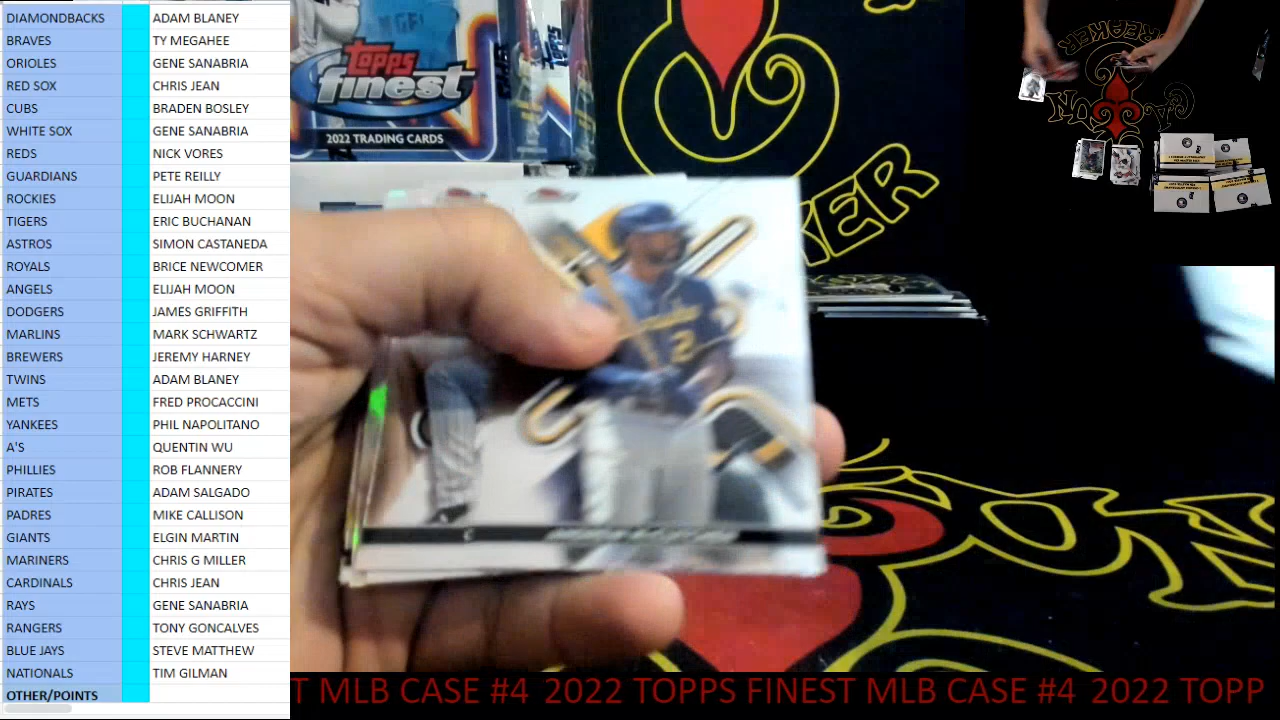 DIAMONDBACKS ADAM BLANEY
BRAVES TY MEGAHEE
ORIOLES GENE SANABRIA
RED SOX CHRIS JEAN
CUBS BRADEN BOSLEY
WHITE SOX GENE SANABRIA
REDS NICK VORES
GUARDIANS PETE REILLY
ROCKIES ELIJAH MOON
TIGERS ERIC BUCHANAN
ASTROS SIMON CASTANEDA
ROYALS BRICE NEWCOMER
ANGELS ELIJAH MOON
DODGERS JAMES GRIFFITH
MARLINS MARK SCHWARTZ
BREWERS JEREMY HARNEY
TWINS ADAM BLANEY
METS FRED PROCACCINI
YANKEES PHIL NAPOLITANO
A'S QUENTIN WU
PHILLIES ROB FLANNERY
PIRATES ADAM SALGADO
PADRES MIKE CALLISON
GIANTS ELGIN MARTIN
MARINERS CHRIS G MILLER
CARDINALS CHRIS JEAN
RAYS GENE SANABRIA
RANGERS TONY GONCALVES
BLUE JAYS STEVE MATTHEW
NATIONALS TIM GILMAN
OTHER/POINTS
TOPPS
finest
2022 TRADING CARDS
KER
2
BREAKER
T MLB CASE #4 2022 TOPPS FINEST MLB CASE #4 2022 TOPP